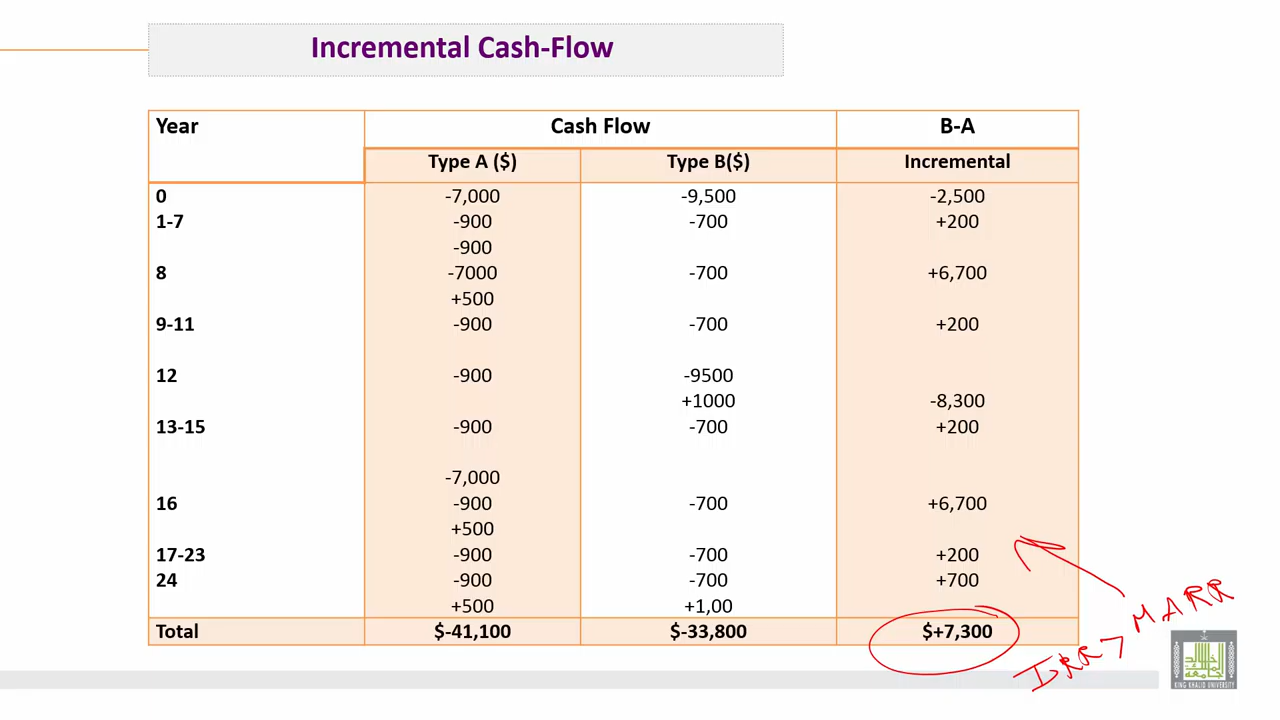 Incremental Cash-Flow
Year Cash Flow B-A
Type A ($) Type B($) Incremental
0 -7,000 -9,500 -2,500
1-7 -900 -700 +200
-900
8 -7000 -700 +6,700
+500
9-11 -900 -700 +200
12 -900 -9500
+1000 -8,300
13-15 -900 -700 +200
-7,000
16 -900 -700 +6,700
+500
17-23 -900 -700 +200
24 -900 -700 +700
+500 +1,00
Total $-41,100 $-33,800 $+7,300
IRR > MARR
KING KHALID UNIVERSITY